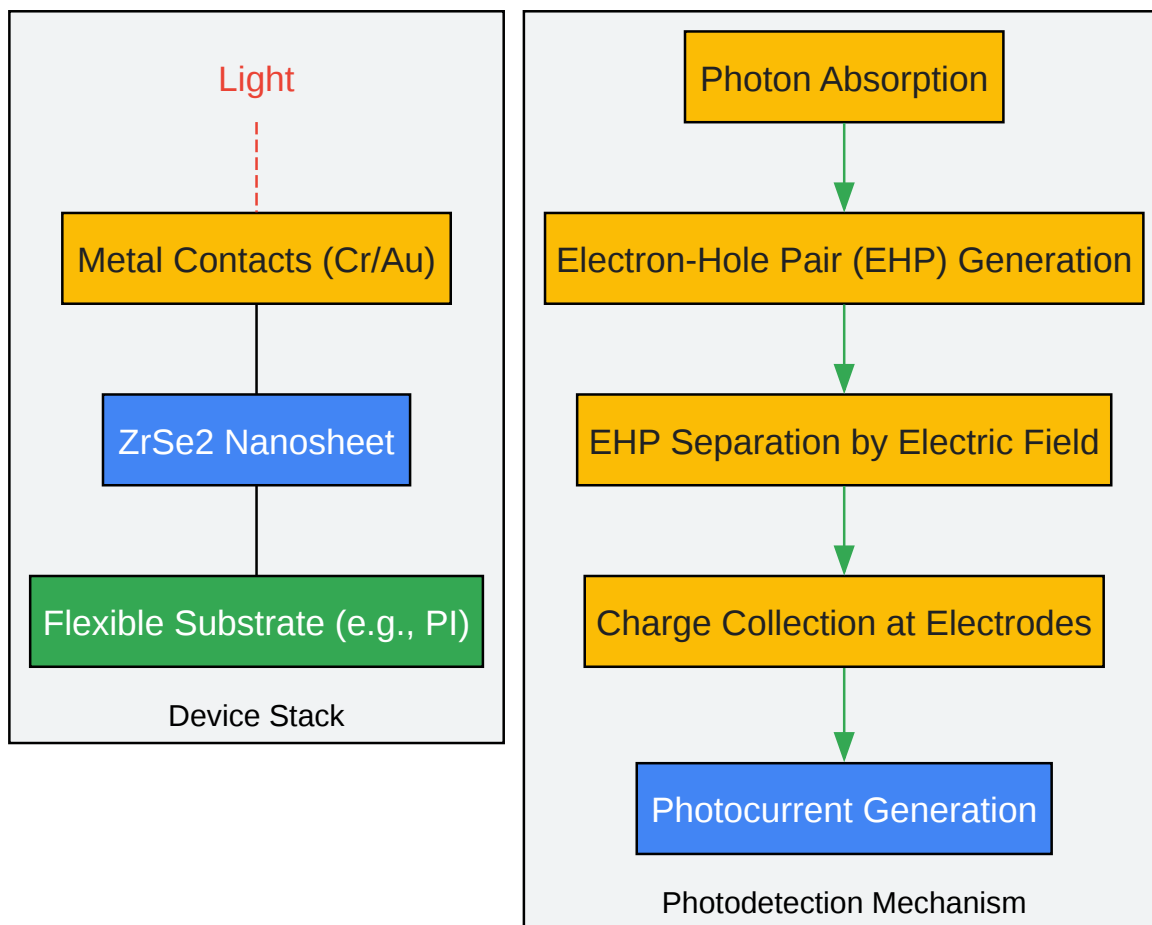 Light
Metal Contacts (Cr/Au)
ZrSe2 Nanosheet
Flexible Substrate (e.g., PI)
Device Stack
Photon Absorption
Electron-Hole Pair (EHP) Generation
EHP Separation by Electric Field
Charge Collection at Electrodes
Photocurrent Generation
Photodetection Mechanism